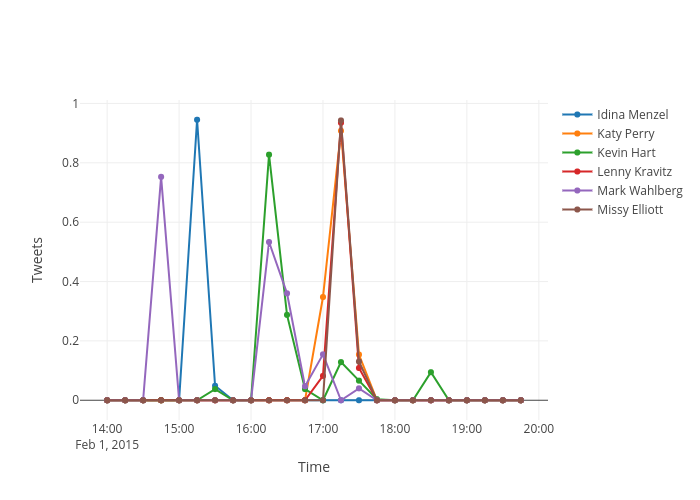 1
0.8
0.6
0.4
0.2
0
Tweets
14:00 15:00 16:00 17:00 18:00 19:00 20:00
Feb 1, 2015
Time
Idina Menzel
Katy Perry
Kevin Hart
Lenny Kravitz
Mark Wahlberg
Missy Elliott